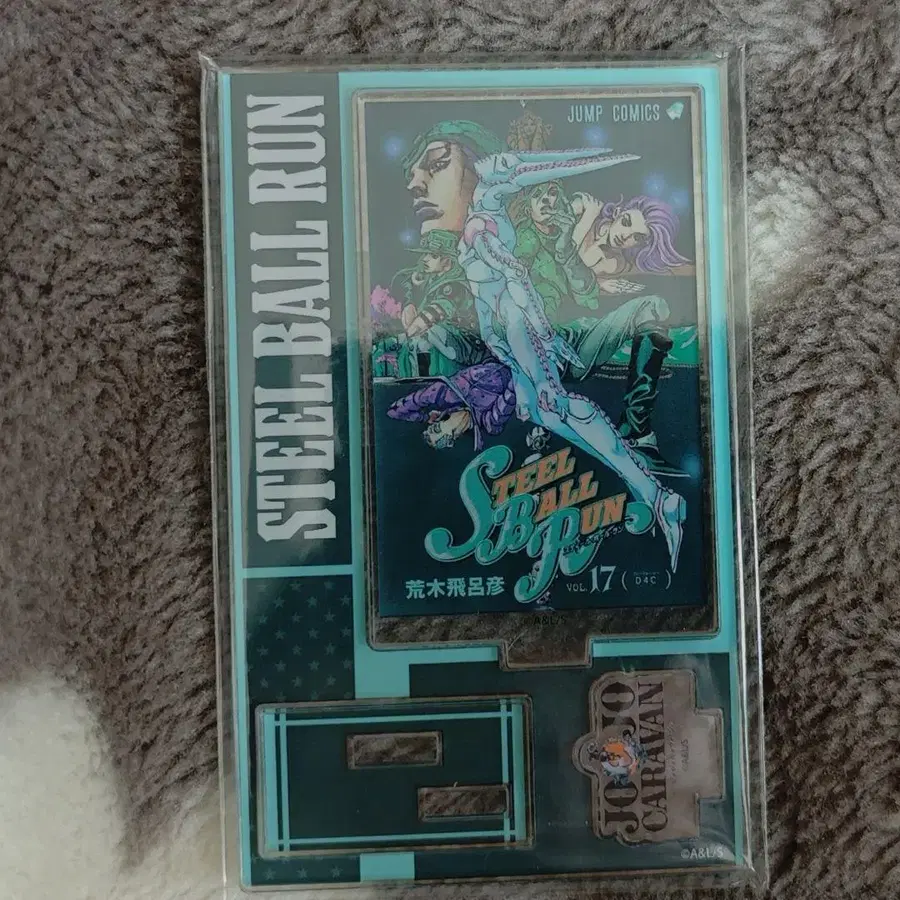 STEEL BALL RUN
JUMP COMICS
STEEL
BALL
RUN
荒木飛呂彦
VOL. 17 ( D4C )
©A&L/S
JOJO
CARAVAN
©A&L/S